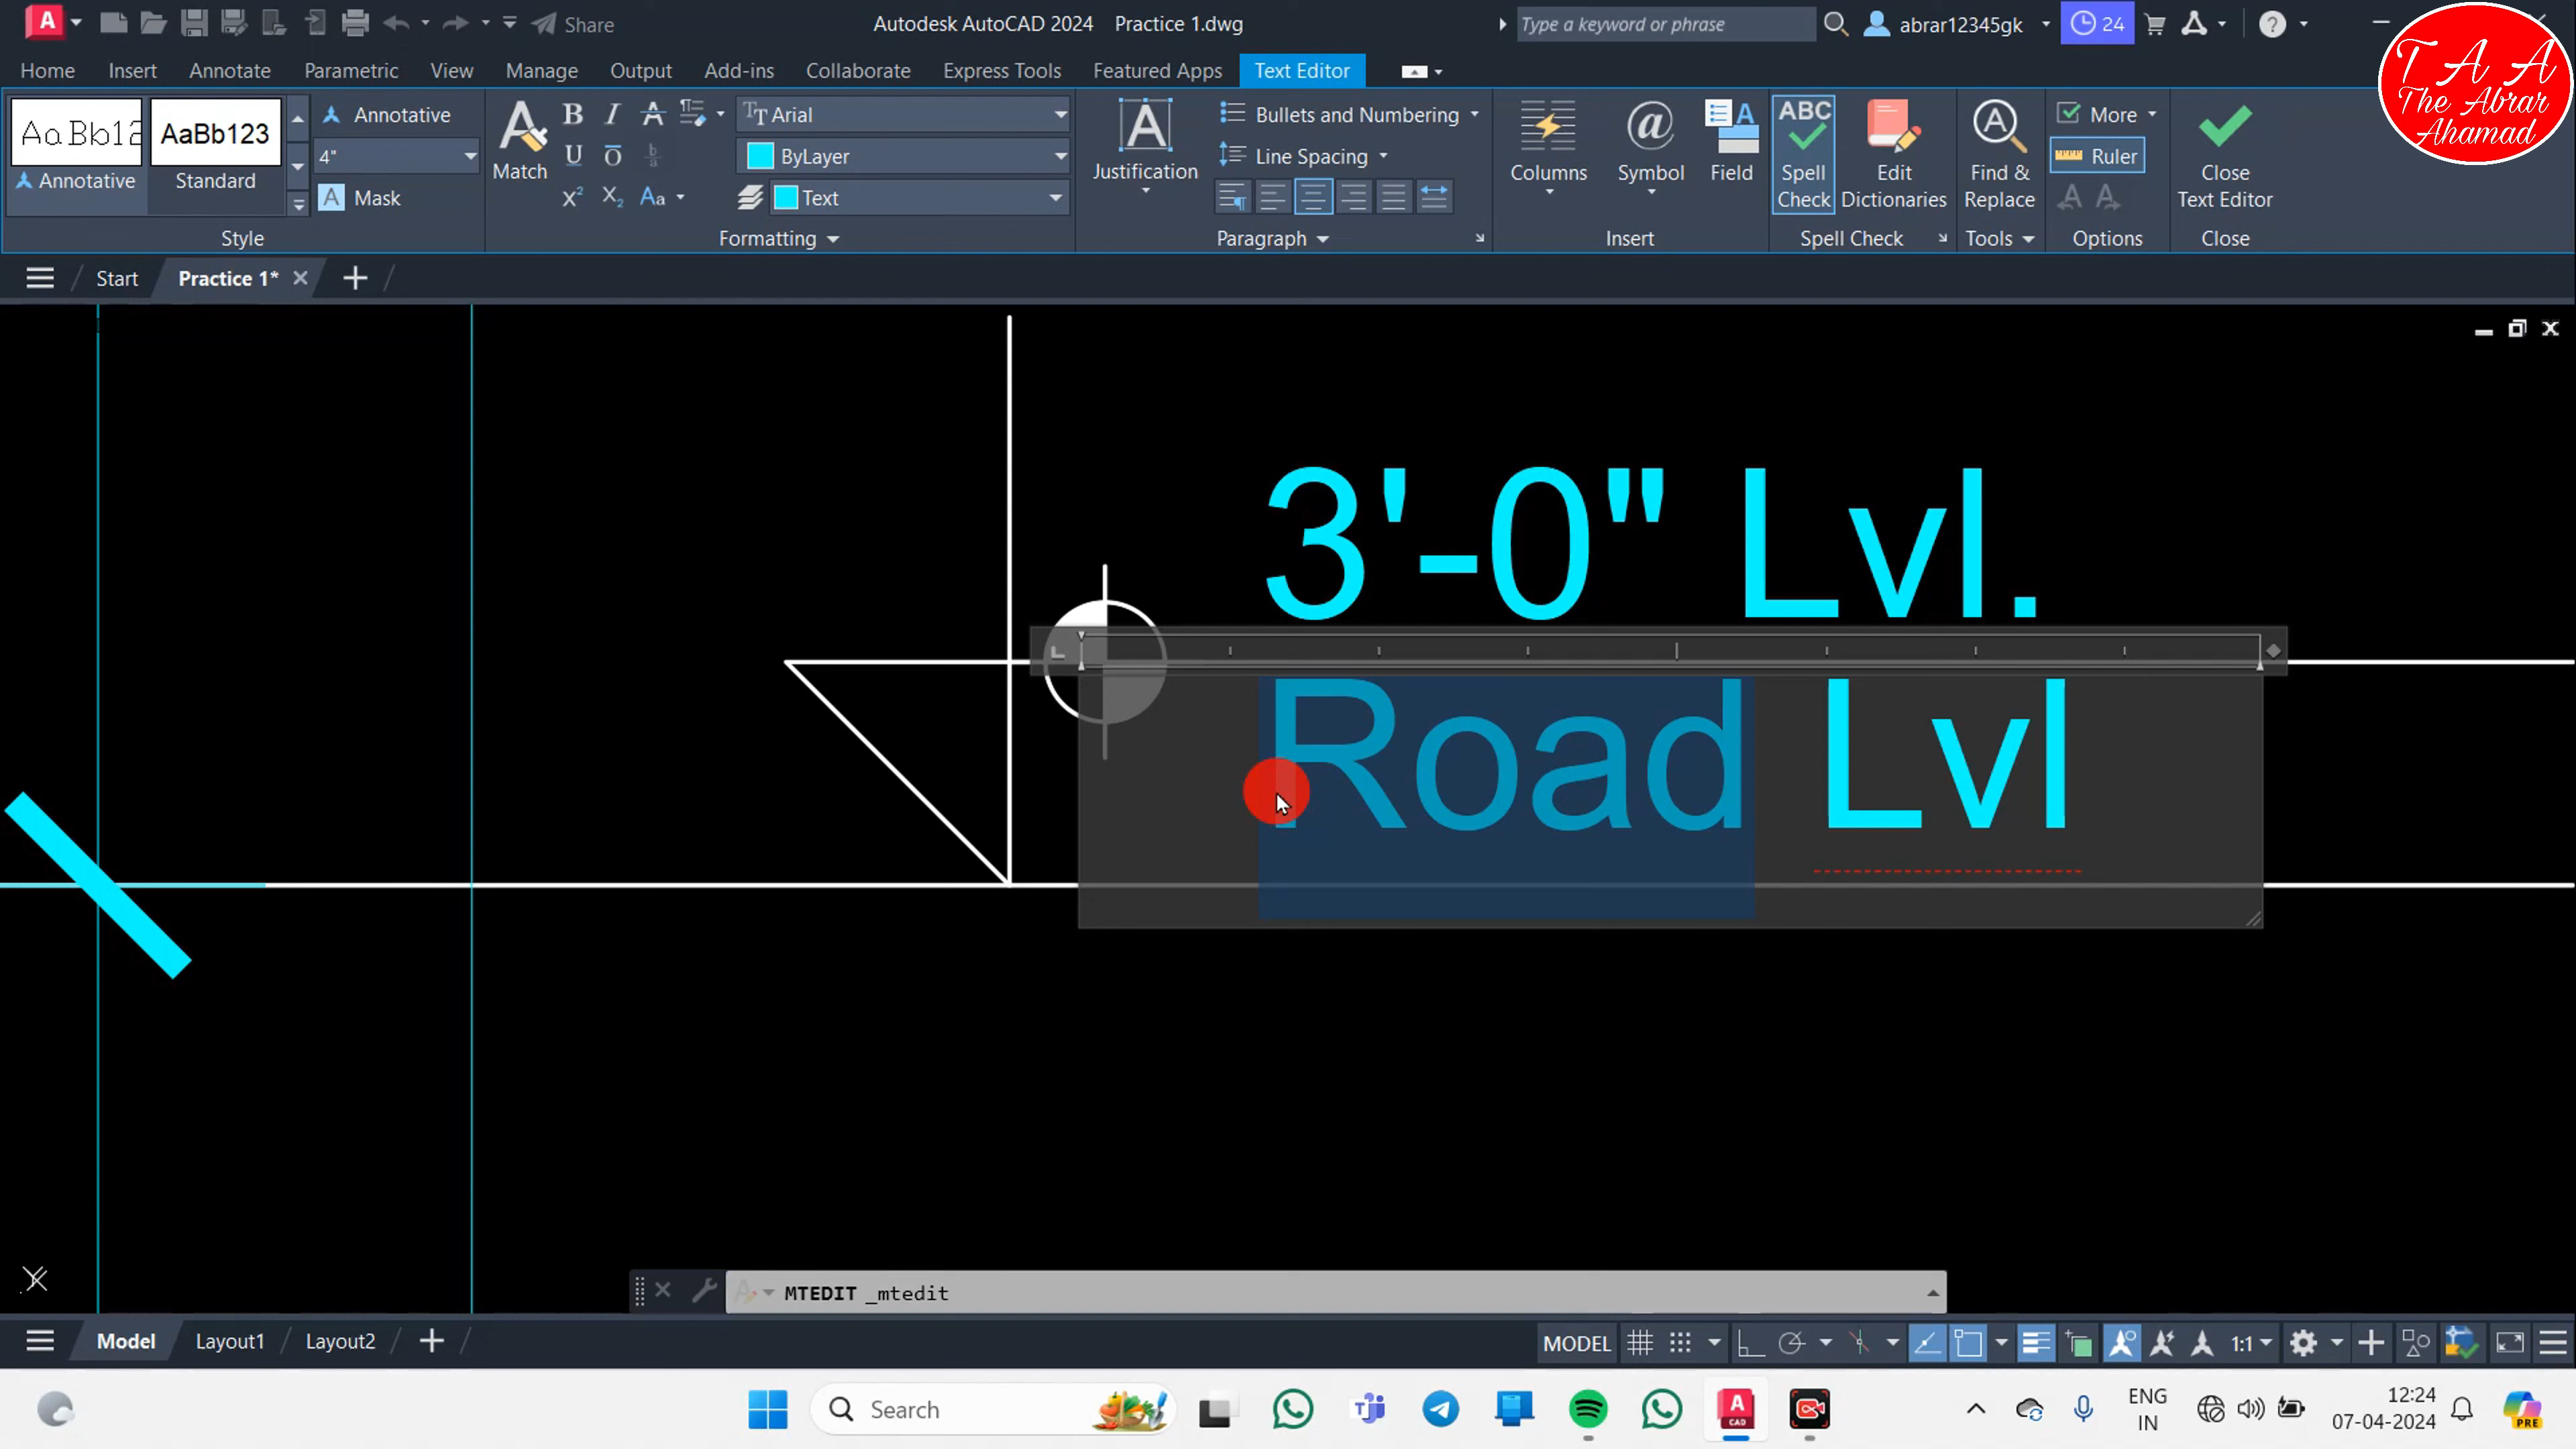 Share
Autodesk AutoCAD 2024 Practice 1.dwg
Type a keyword or phrase
abrar12345gk
24
T A A
The Abrar
Ahamad
Home Insert Annotate Parametric View Manage Output Add-ins Collaborate Express Tools Featured Apps Text Editor
AaBb12
Annotative
AaBb123
Standard
Annotative
4"
Mask
Style
Match
Arial
ByLayer
Text
Formatting
Justification
Bullets and Numbering
Line Spacing
Paragraph
Columns
Symbol
Field
Insert
ABC
Spell
Check
Edit
Dictionaries
Spell Check
Find &
Replace
Tools
More
Ruler
Options
Close
Text Editor
Close
Start Practice 1*
3'-0" Lvl.
Road Lvl
MTEDIT _mtedit
Model Layout1 Layout2
MODEL
1:1
Search
ENG
IN
12:24
07-04-2024
PRE